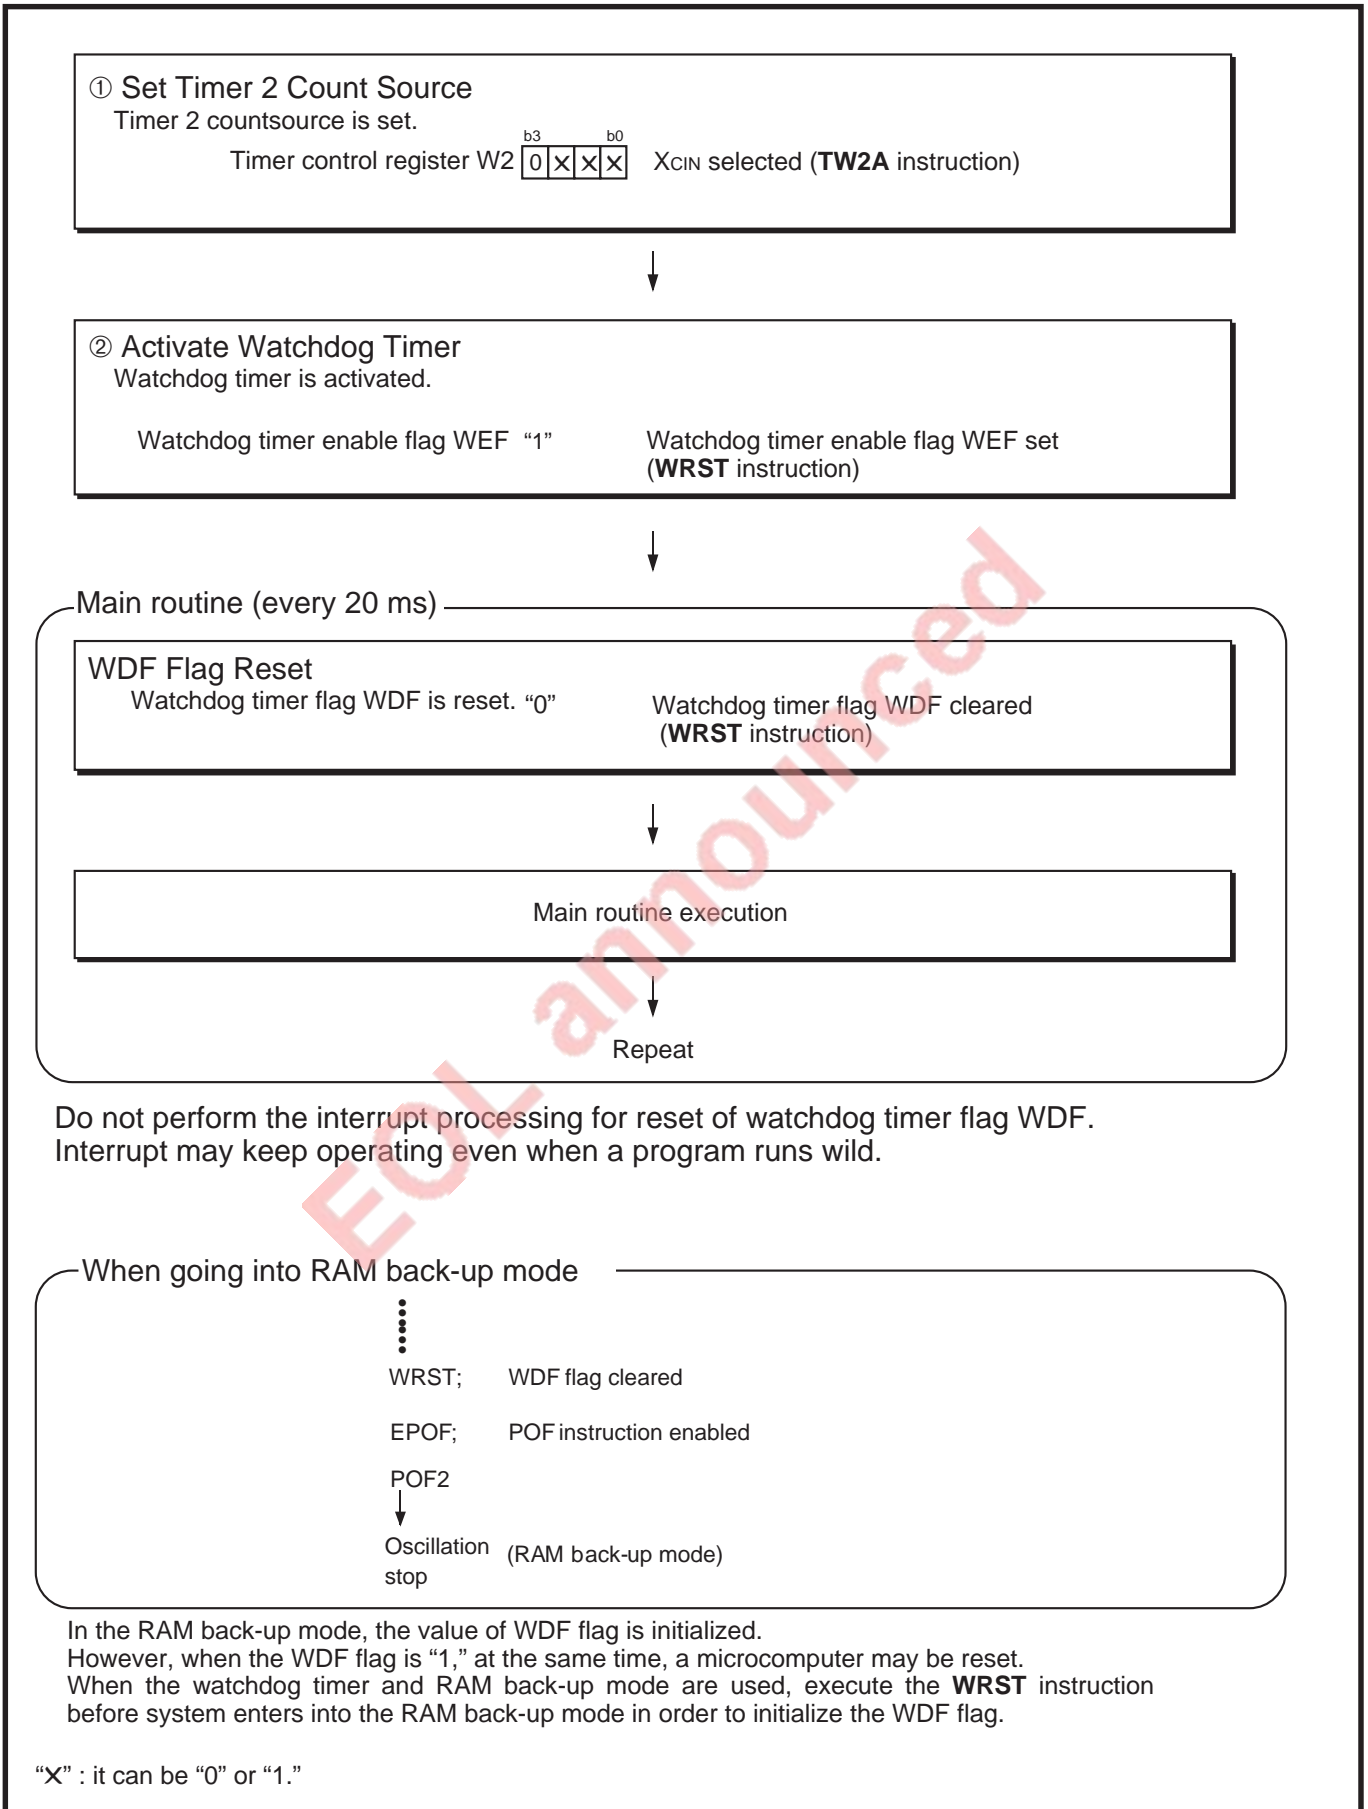 ① Set Timer 2 Count Source
Timer 2 countsource is set.
b3 b0
Timer control register W2 0 X X X XCIN selected (TW2A instruction)
② Activate Watchdog Timer
Watchdog timer is activated.
Watchdog timer enable flag WEF “1” Watchdog timer enable flag WEF set
(WRST instruction)
Main routine (every 20 ms)
WDF Flag Reset
Watchdog timer flag WDF is reset. “0” Watchdog timer flag WDF cleared
(WRST instruction)
Main routine execution
Repeat
EOL announced
Do not perform the interrupt processing for reset of watchdog timer flag WDF.
Interrupt may keep operating even when a program runs wild.
When going into RAM back-up mode
WRST; WDF flag cleared
EPOF; POF instruction enabled
POF2
Oscillation (RAM back-up mode)
stop
In the RAM back-up mode, the value of WDF flag is initialized.
However, when the WDF flag is “1,” at the same time, a microcomputer may be reset.
When the watchdog timer and RAM back-up mode are used, execute the WRST instruction
before system enters into the RAM back-up mode in order to initialize the WDF flag.
“X” : it can be “0” or “1.”